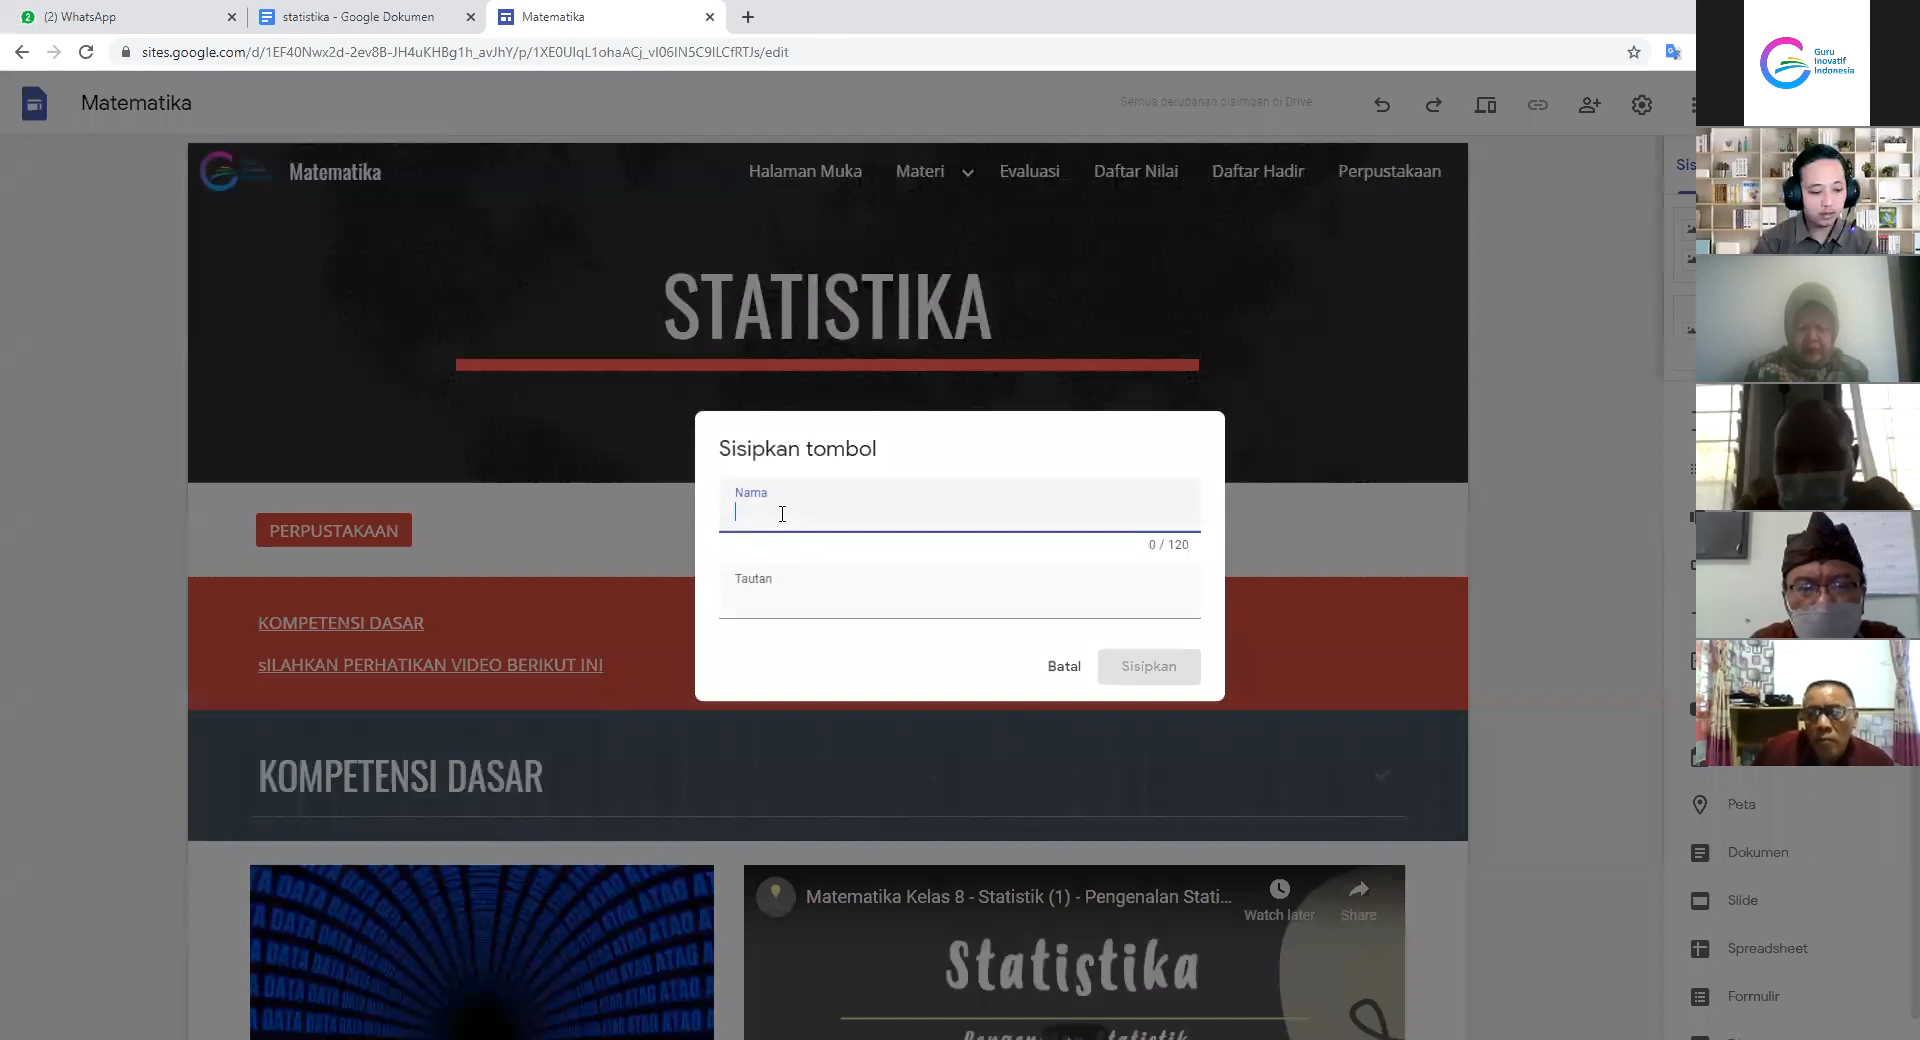 (2) WhatsApp
statistika - Google Dokumen
Matematika
sites.google.com/d/1EF40Nwx2d-2ev8B-JH4uKHBg1h_avJhY/p/1XE0UIqL1ohaACj_vI06IN5C9ILCfRTJs/edit
Guru
Inovatif
Indonesia
Matematika
Semua perubahan disimpan di Drive
Matematika
Halaman Muka
Materi
Evaluasi
Daftar Nilai
Daftar Hadir
Perpustakaan
STATISTIKA
Sisipkan tombol
Nama
0 / 120
Tautan
Batal
Sisipkan
PERPUSTAKAAN
KOMPETENSI DASAR
sILAHKAN PERHATIKAN VIDEO BERIKUT INI
KOMPETENSI DASAR
Matematika Kelas 8 - Statistik (1) - Pengenalan Stati...
Watch later
Share
Statistika
Peta
Dokumen
Slide
Spreadsheet
Formulir